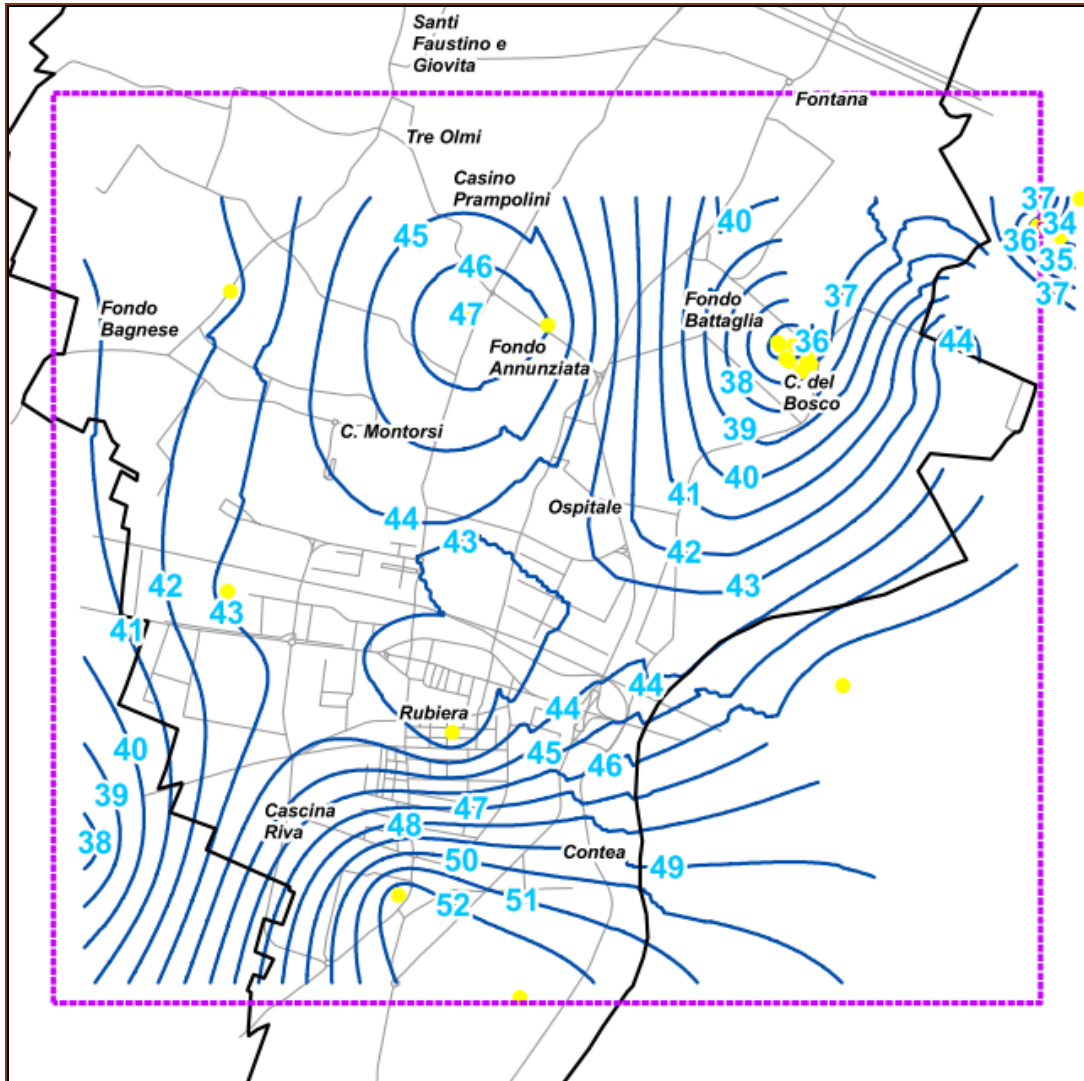 Santi
Faustino e
Giovita
Fontana
Tre Olmi
Casino
Prampolini
37
40
34
45
36
46
35
37
37
Fondo
Bagnese
Fondo
Battaglia
47
36
44
Fondo
Annunziata
38
C. del
Bosco
39
C. Montorsi
40
41
Ospitale
44
43
42
42
43
43
41
44
Rubiera
44
40
45
46
39
Cascina
Riva
47
48
38
Contea
50
49
52
51